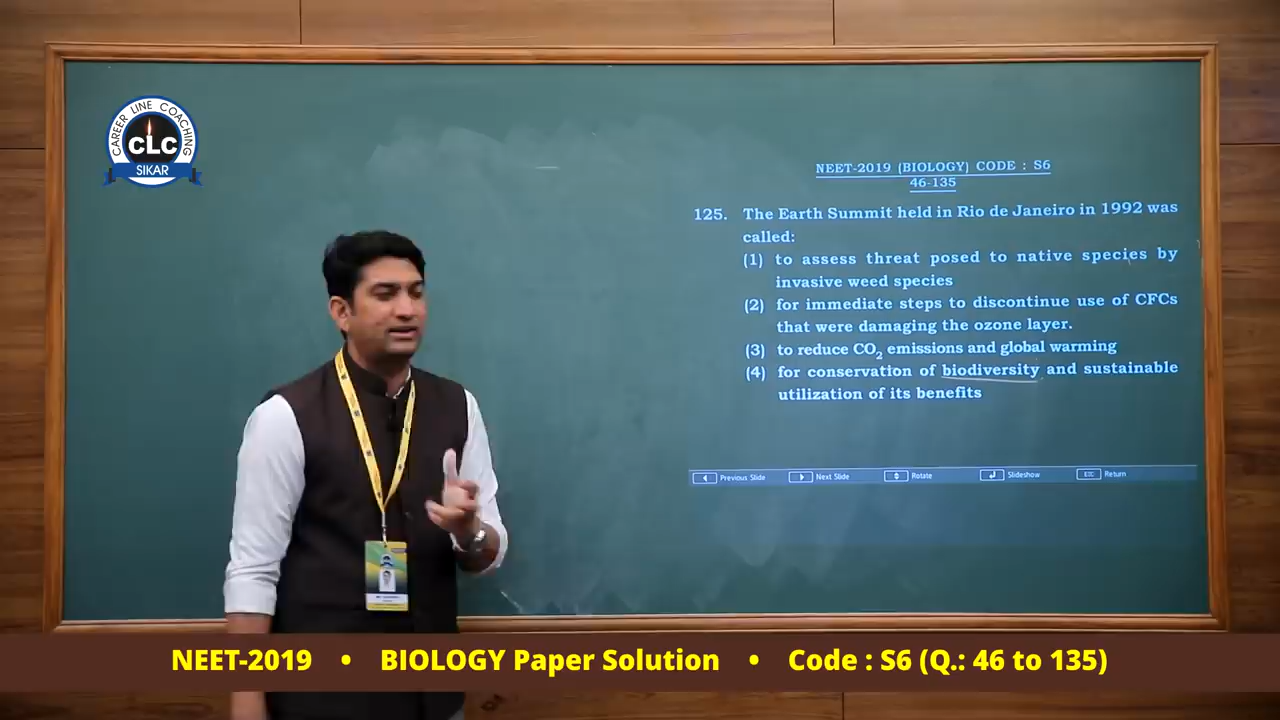 CAREER LINE COACHING
CLC
SIKAR
NEET-2019 (BIOLOGY) CODE : S6
46-135
125. The Earth Summit held in Rio de Janeiro in 1992 was
called:
(1) to assess threat posed to native species by
invasive weed species
(2) for immediate steps to discontinue use of CFCs
that were damaging the ozone layer.
(3) to reduce CO₂ emissions and global warming
(4) for conservation of biodiversity and sustainable
utilization of its benefits
Previous Slide Next Slide Rotate Slideshow ESC Return
NEET-2019 • BIOLOGY Paper Solution • Code : S6 (Q.: 46 to 135)